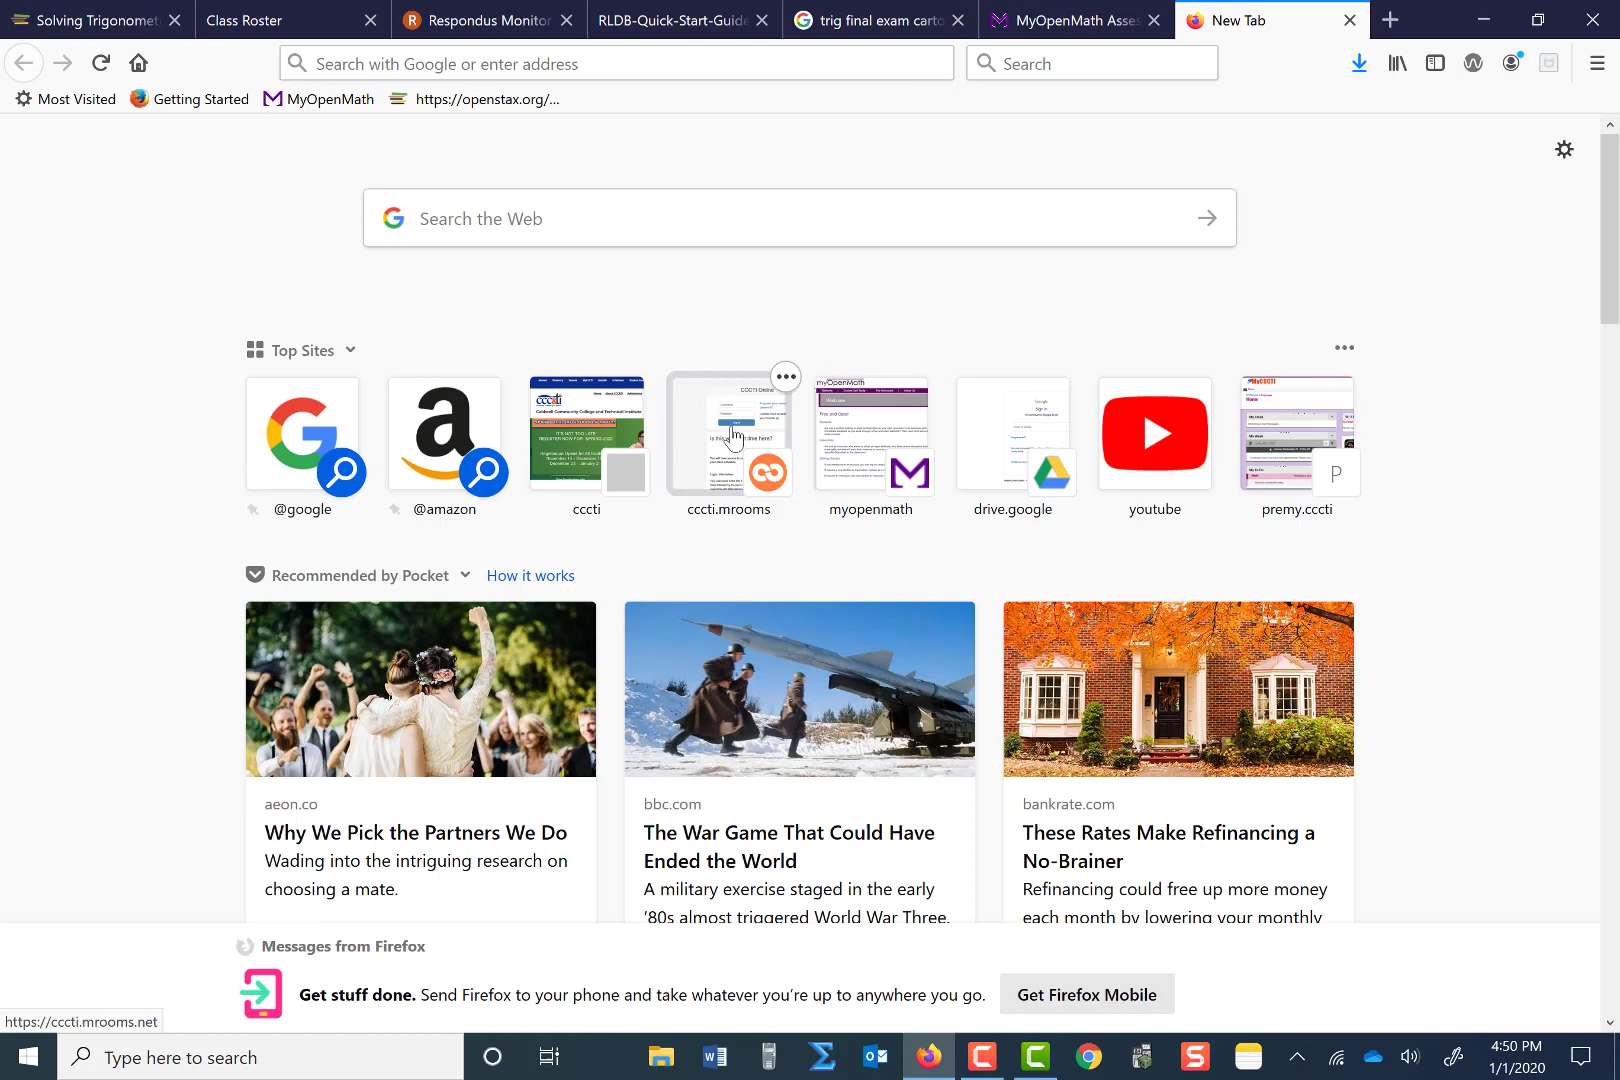 Solving Trigonomet
Class Roster
Respondus Monitor
RLDB-Quick-Start-Guide
trig final exam carto
MyOpenMath Asses
New Tab
Search with Google or enter address
Search
Most Visited
Getting Started
MyOpenMath
https://openstax.org/...
Search the Web
Top Sites
@google
@amazon
cccti
cccti.mrooms
myopenmath
drive.google
youtube
premy.cccti
P
Recommended by Pocket
How it works
aeon.co
Why We Pick the Partners We Do
Wading into the intriguing research on
choosing a mate.
bbc.com
The War Game That Could Have
Ended the World
A military exercise staged in the early
'80s almost triggered World War Three.
bankrate.com
These Rates Make Refinancing a
No-Brainer
Refinancing could free up more money
each month by lowering your monthly
Messages from Firefox
Get stuff done. Send Firefox to your phone and take whatever you're up to anywhere you go.
Get Firefox Mobile
https://cccti.mrooms.net
Type here to search
4:50 PM
1/1/2020